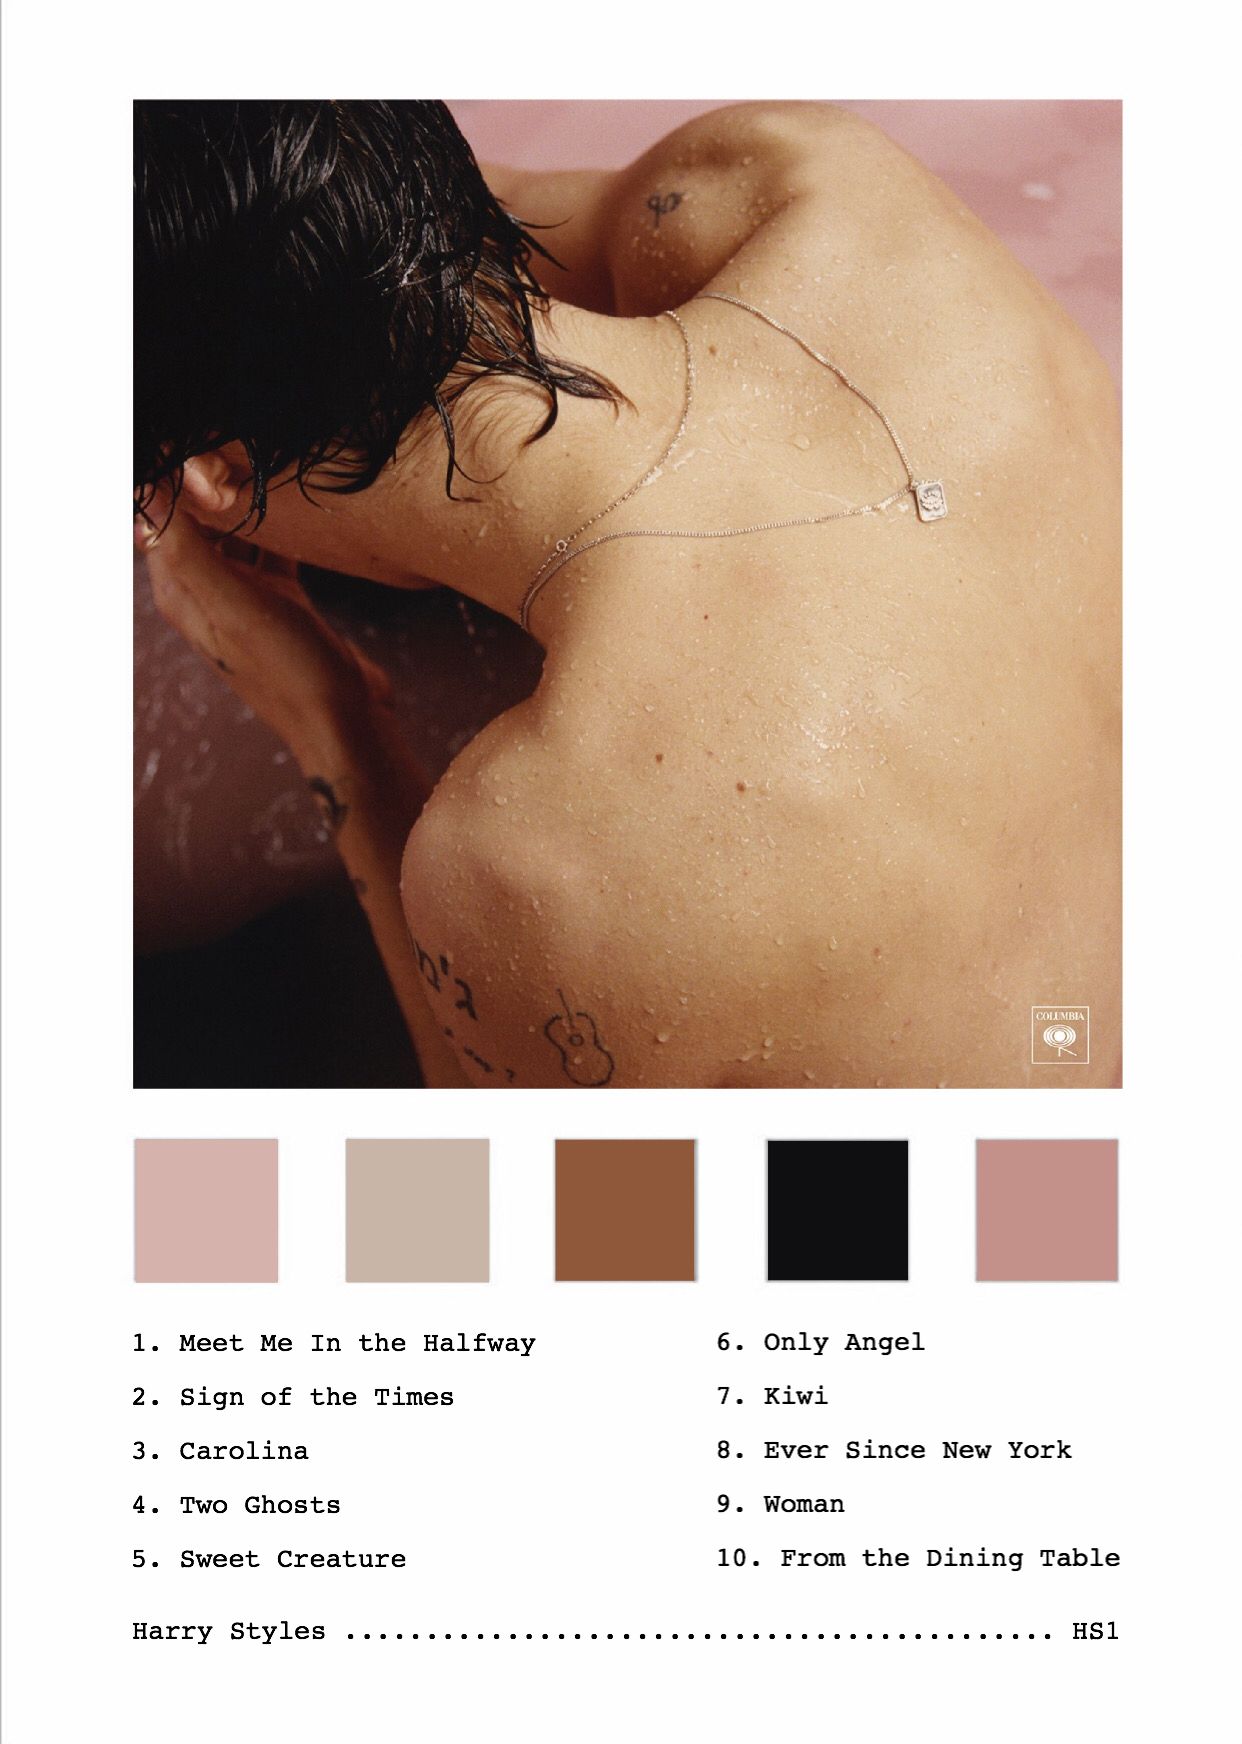 COLUMBIA
1. Meet Me In the Halfway
2. Sign of the Times
3. Carolina
4. Two Ghosts
5. Sweet Creature
6. Only Angel
7. Kiwi
8. Ever Since New York
9. Woman
10. From the Dining Table
Harry Styles ............................................ HS1